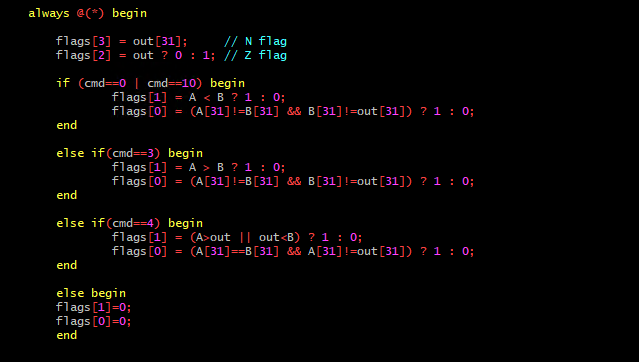 always @(*) begin
flags[3] = out[31];     // N flag
flags[2] = out ? 0 : 1; // Z flag
if (cmd==0 | cmd==10) begin
flags[1] = A < B ? 1 : 0;
flags[0] = (A[31]!=B[31] && B[31]!=out[31]) ? 1 : 0;
end
else if(cmd==3) begin
flags[1] = A > B ? 1 : 0;
flags[0] = (A[31]!=B[31] && B[31]!=out[31]) ? 1 : 0;
end
else if(cmd==4) begin
flags[1] = (A>out || out<B) ? 1 : 0;
flags[0] = (A[31]==B[31] && A[31]!=out[31]) ? 1 : 0;
end
else begin
flags[1]=0;
flags[0]=0;
end